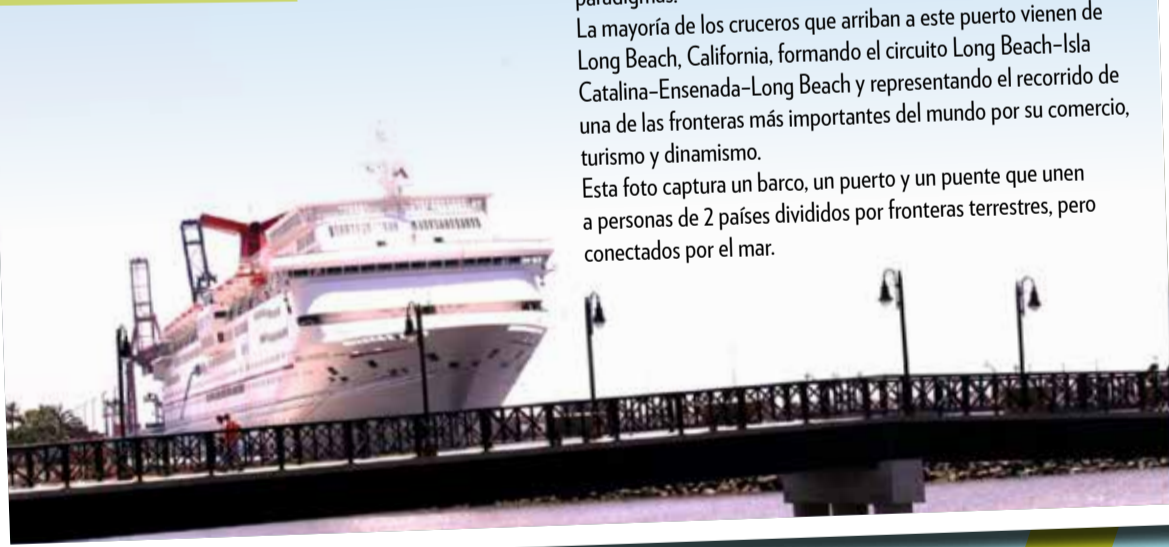 paradigmas.
La mayoría de los cruceros que arriban a este puerto vienen de
Long Beach, California, formando el circuito Long Beach–Isla
Catalina–Ensenada–Long Beach y representando el recorrido de
una de las fronteras más importantes del mundo por su comercio,
turismo y dinamismo.
Esta foto captura un barco, un puerto y un puente que unen
a personas de 2 países divididos por fronteras terrestres, pero
conectados por el mar.